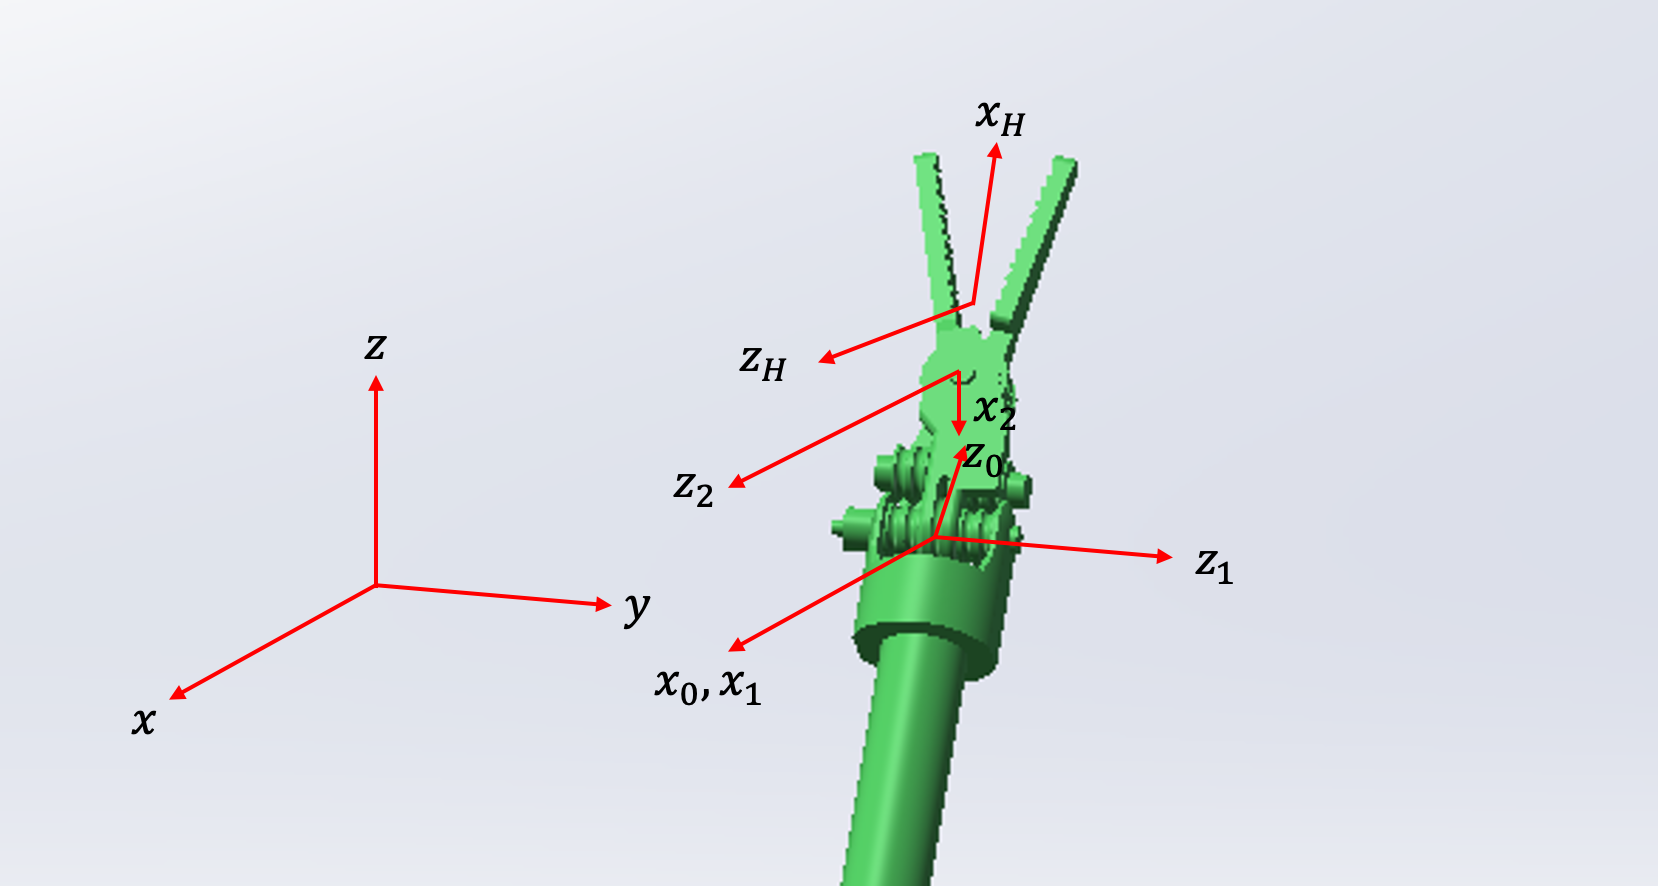 x_H
z
z_H
x_2
z_0
z_2
z_1
y
x_0, x_1
x